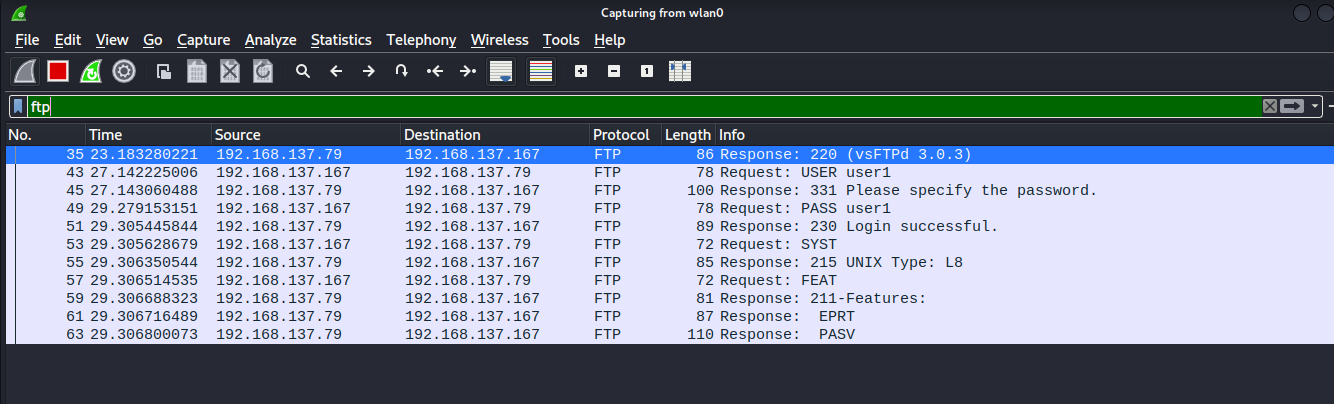 Capturing from wlan0
File Edit View Go Capture Analyze Statistics Telephony Wireless Tools Help
ftp
No. Time Source Destination Protocol Length Info
35 23.183280221 192.168.137.79 192.168.137.167 FTP 86 Response: 220 (vsFTPd 3.0.3)
43 27.142225006 192.168.137.167 192.168.137.79 FTP 78 Request: USER user1
45 27.143060488 192.168.137.79 192.168.137.167 FTP 100 Response: 331 Please specify the password.
49 29.279153151 192.168.137.167 192.168.137.79 FTP 78 Request: PASS user1
51 29.305445844 192.168.137.79 192.168.137.167 FTP 89 Response: 230 Login successful.
53 29.305628679 192.168.137.167 192.168.137.79 FTP 72 Request: SYST
55 29.306350544 192.168.137.79 192.168.137.167 FTP 85 Response: 215 UNIX Type: L8
57 29.306514535 192.168.137.167 192.168.137.79 FTP 72 Request: FEAT
59 29.306688323 192.168.137.79 192.168.137.167 FTP 81 Response: 211-Features:
61 29.306716489 192.168.137.79 192.168.137.167 FTP 87 Response:  EPRT
63 29.306800073 192.168.137.79 192.168.137.167 FTP 110 Response:  PASV